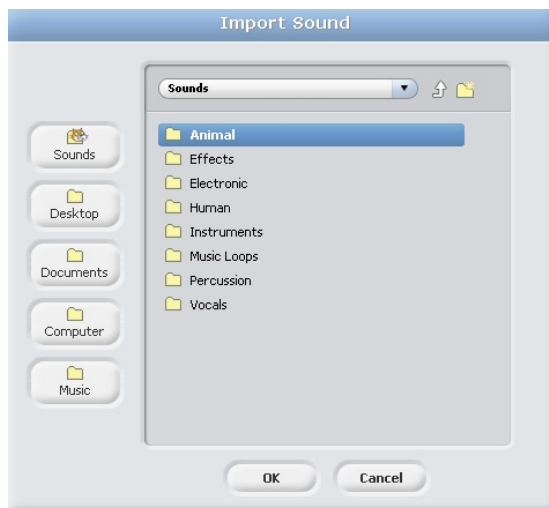 Import Sound
Sounds
Sounds
Desktop
Documents
Computer
Music
Animal
Effects
Electronic
Human
Instruments
Music Loops
Percussion
Vocals
OK
Cancel